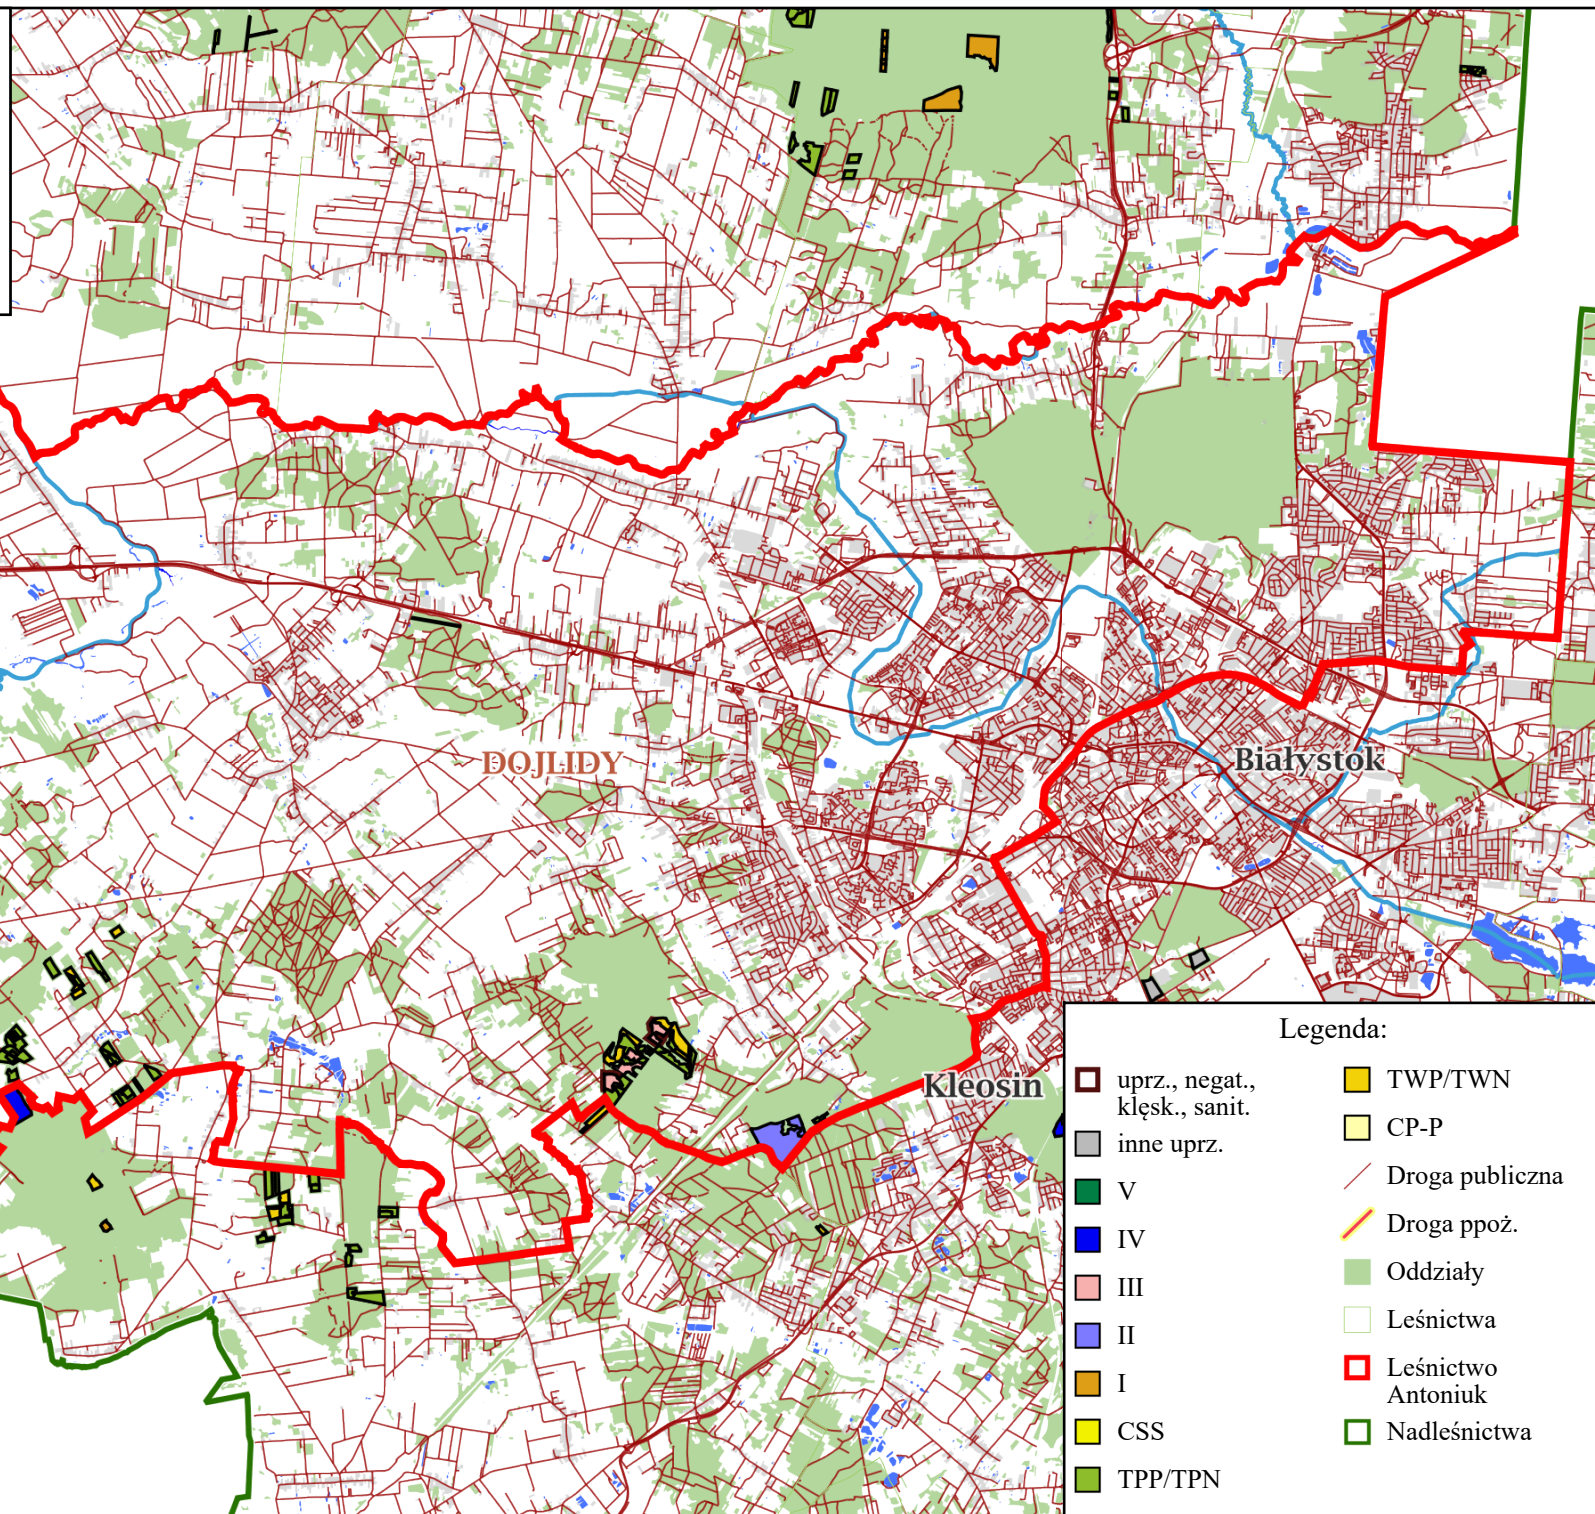 DOJLIDY
Białystok
Kleosin
Legenda:
uprz., negat.,
klęsk., sanit.
inne uprz.
V
IV
III
II
I
CSS
TPP/TPN
TWP/TWN
CP-P
Droga publiczna
Droga ppoż.
Oddziały
Leśnictwa
Leśnictwo
Antoniuk
Nadleśnictwa